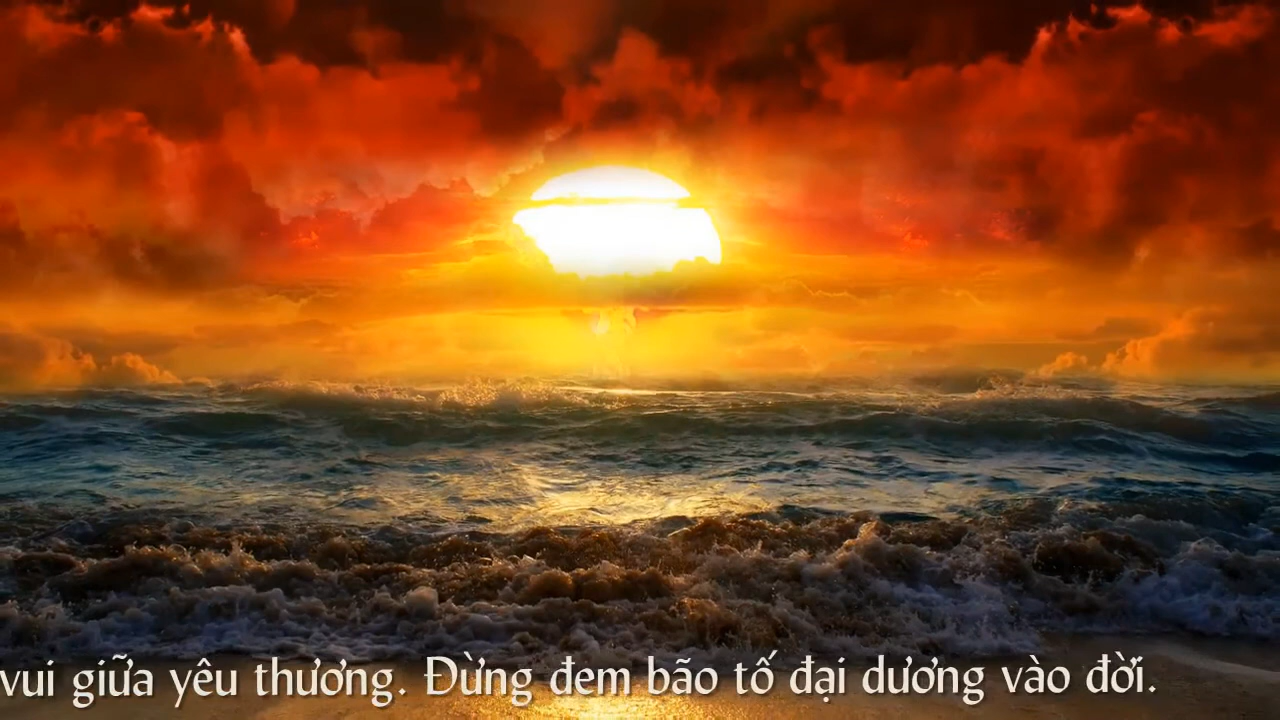 vui giữa yêu thương. Đừng đem bão tố đại dương vào đời.